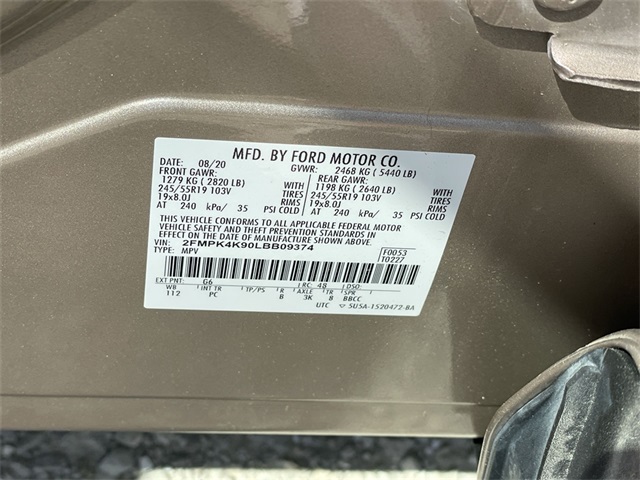 MFD. BY FORD MOTOR CO.
DATE: 08/20 GVWR: 2468 KG ( 5440 LB)
FRONT GAWR: REAR GAWR:
1279 KG ( 2820 LB) WITH 1198 KG ( 2640 LB) WITH
245/55R19 103V TIRES 245/55R19 103V TIRES
19x8.0J RIMS 19x8.0J RIMS
AT 240 kPa/ 35 PSI COLD AT 240 kPa/ 35 PSI COLD
THIS VEHICLE CONFORMS TO ALL APPLICABLE FEDERAL MOTOR
VEHICLE SAFETY AND THEFT PREVENTION STANDARDS IN
EFFECT ON THE DATE OF MANUFACTURE SHOWN ABOVE.
VIN: 2FMPK4K90LBB09374 F0053
TYPE: MPV T0227
EXT PNT: G6 RC: 48 DSO:
WB INT TR TP/PS R AXLE TR SPR
112 PC B 3K 8 BBCC
UTC 5U5A-1520472-BA